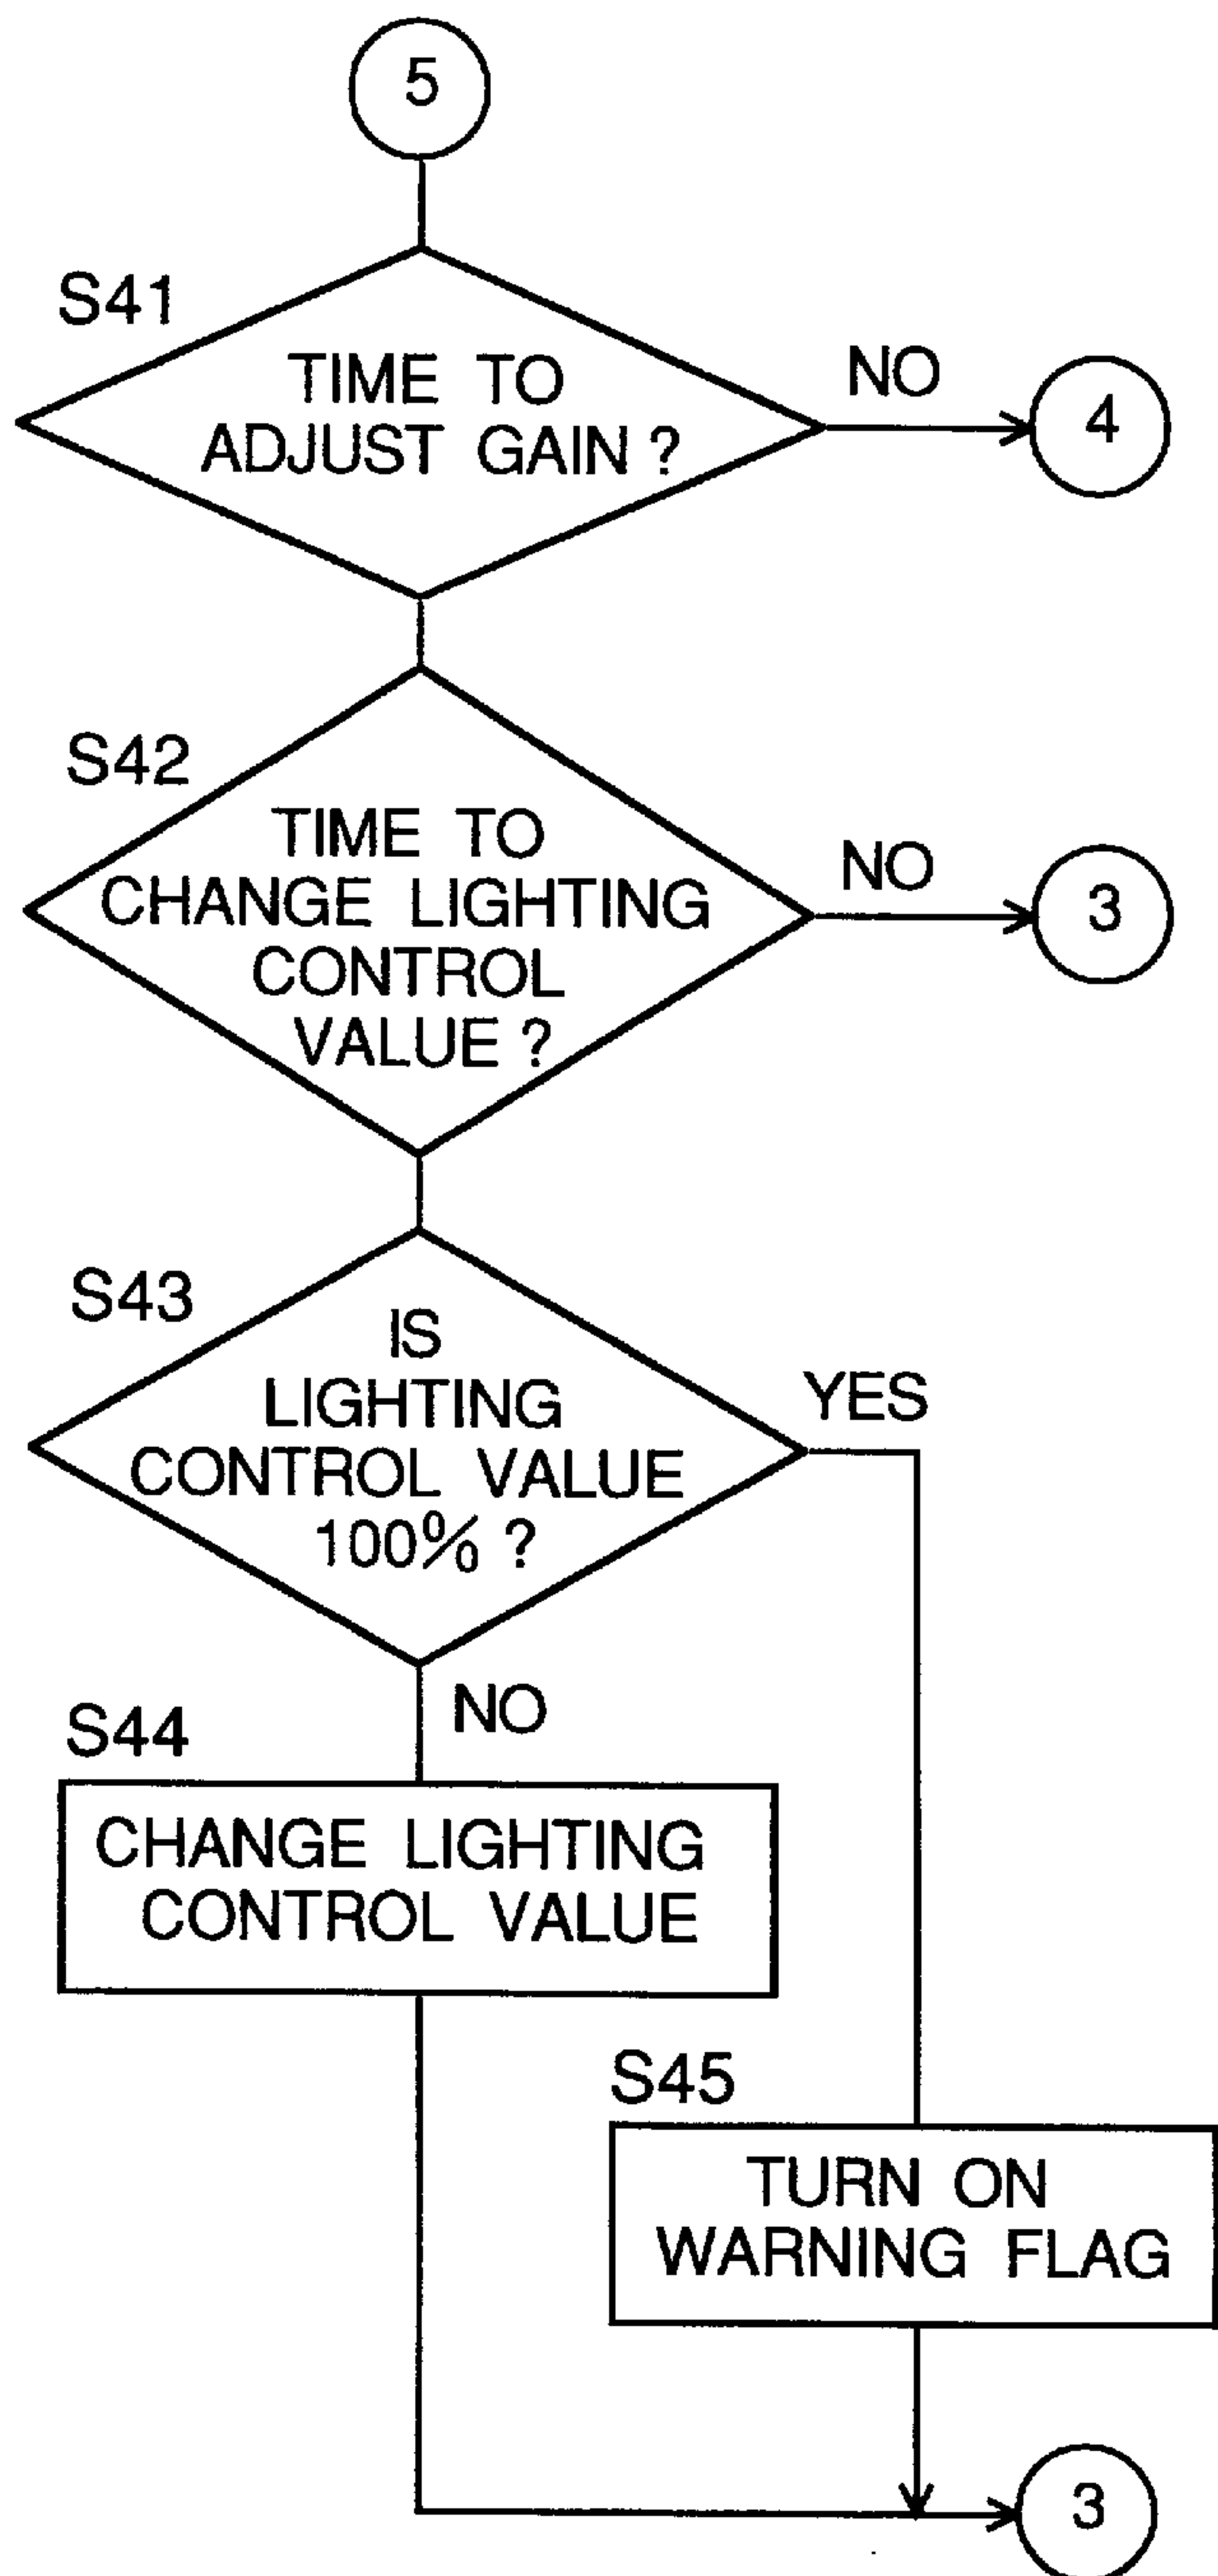 5
S41
TIME TO
ADJUST GAIN ?
NO
4
S42
TIME TO
CHANGE LIGHTING
CONTROL
VALUE ?
NO
3
S43
IS
LIGHTING
CONTROL VALUE
100% ?
YES
NO
S44
CHANGE LIGHTING
CONTROL VALUE
S45
TURN ON
WARNING FLAG
3